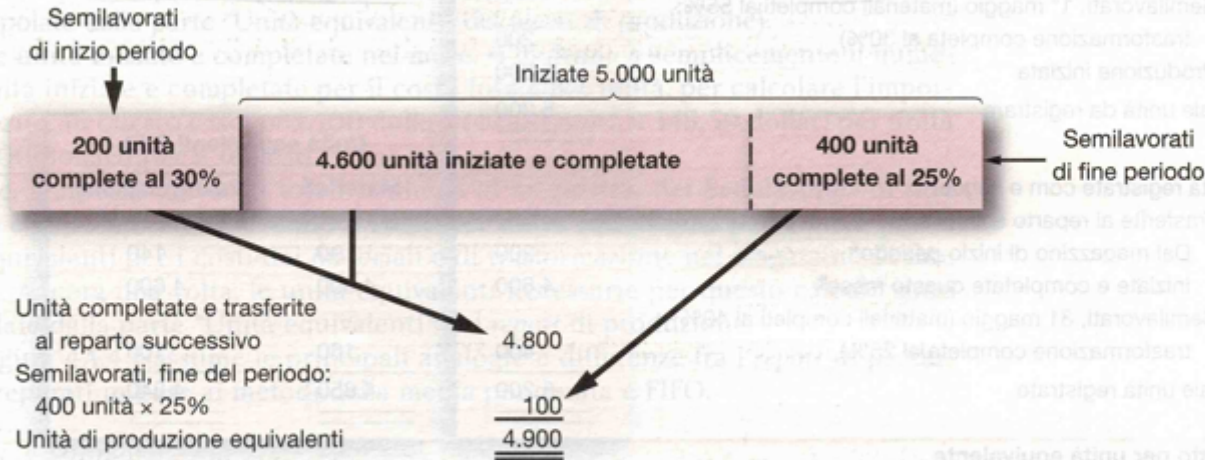 Semilavorati
di inizio periodo
Iniziate 5.000 unità
200 unità
complete al 30%
4.600 unità iniziate e completate
400 unità
complete al 25%
Semilavorati
di fine periodo
Unità completate e trasferite
al reparto successivo 4.800
Semilavorati, fine del periodo:
400 unità × 25% 100
Unità di produzione equivalenti 4.900